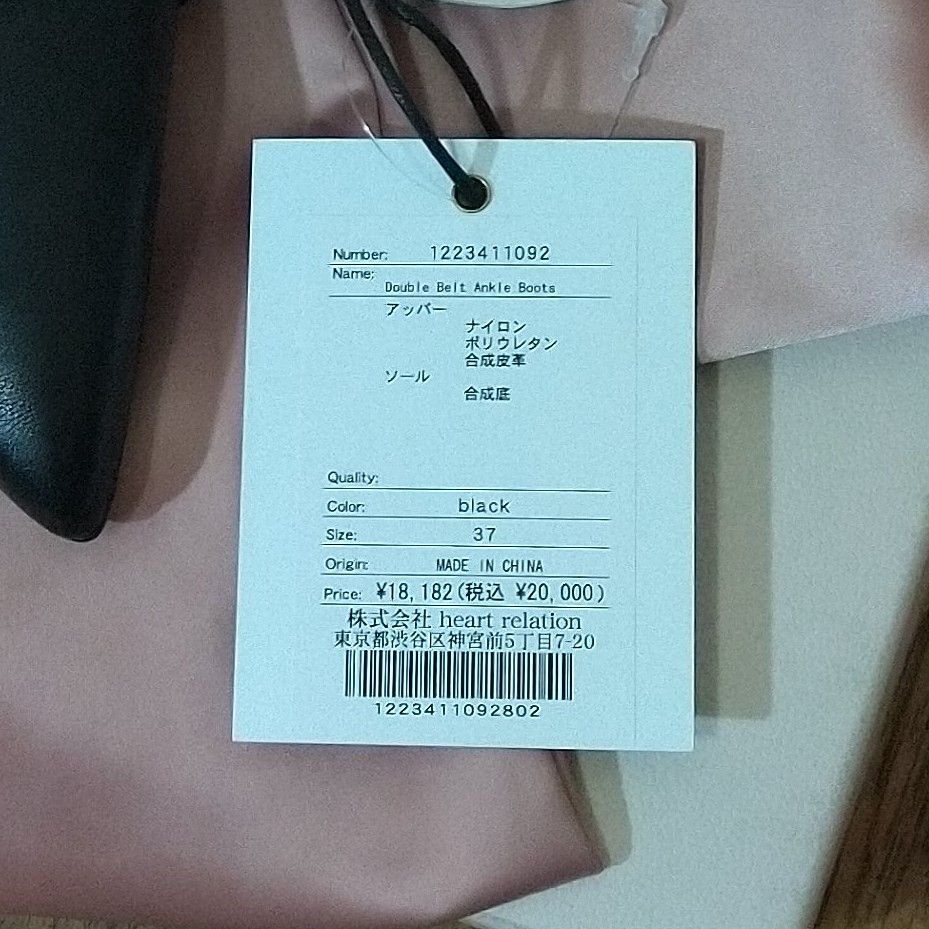 Number: 1223411092
Name:
Double Belt Ankle Boots
アッパー
ナイロン
ポリウレタン
合成皮革
ソール
合成底
Quality:
Color: black
Size: 37
Origin: MADE IN CHINA
Price: ¥18,182(税込 ¥20,000)
株式会社 heart relation
東京都渋谷区神宮前5丁目7-20
1223411092802